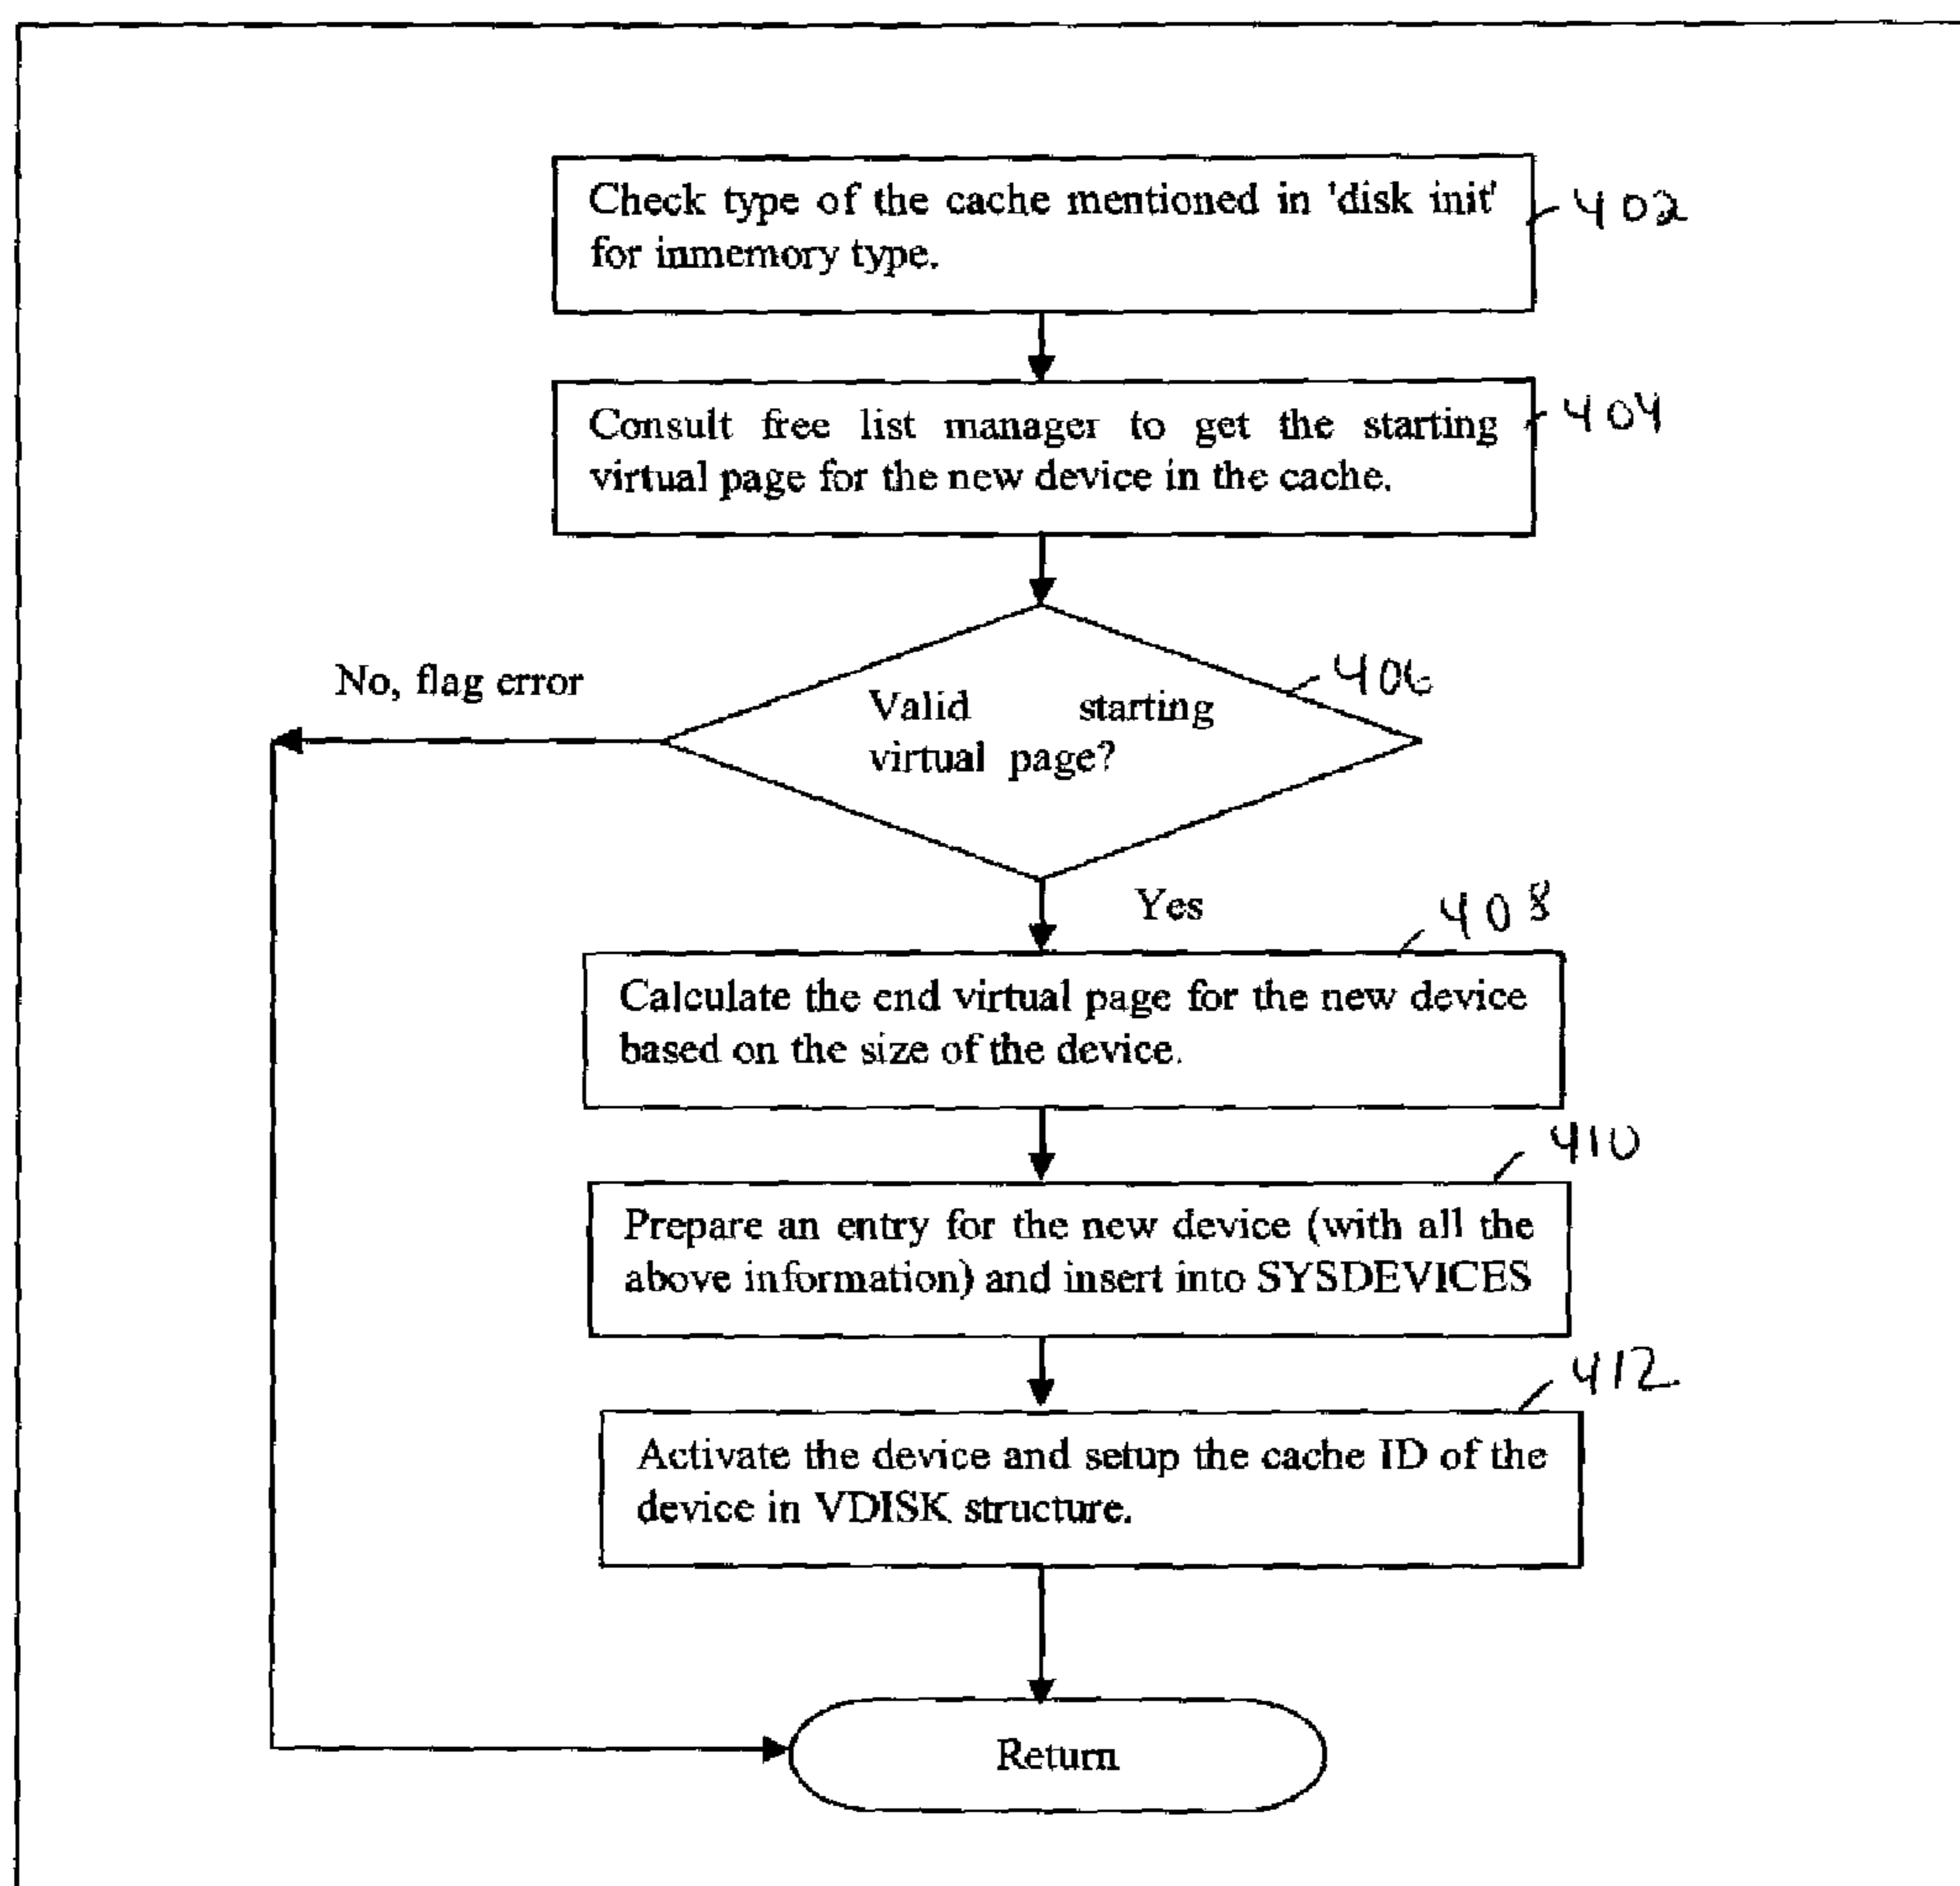 Check type of the cache mentioned in 'disk init'
for inmemory type.
402
Consult free list manager to get the starting
virtual page for the new device in the cache.
404
No, flag error
Valid starting
virtual page?
406
Yes
408
Calculate the end virtual page for the new device
based on the size of the device.
410
Prepare an entry for the new device (with all the
above information) and insert into SYSDEVICES
412
Activate the device and setup the cache ID of the
device in VDISK structure.
Return